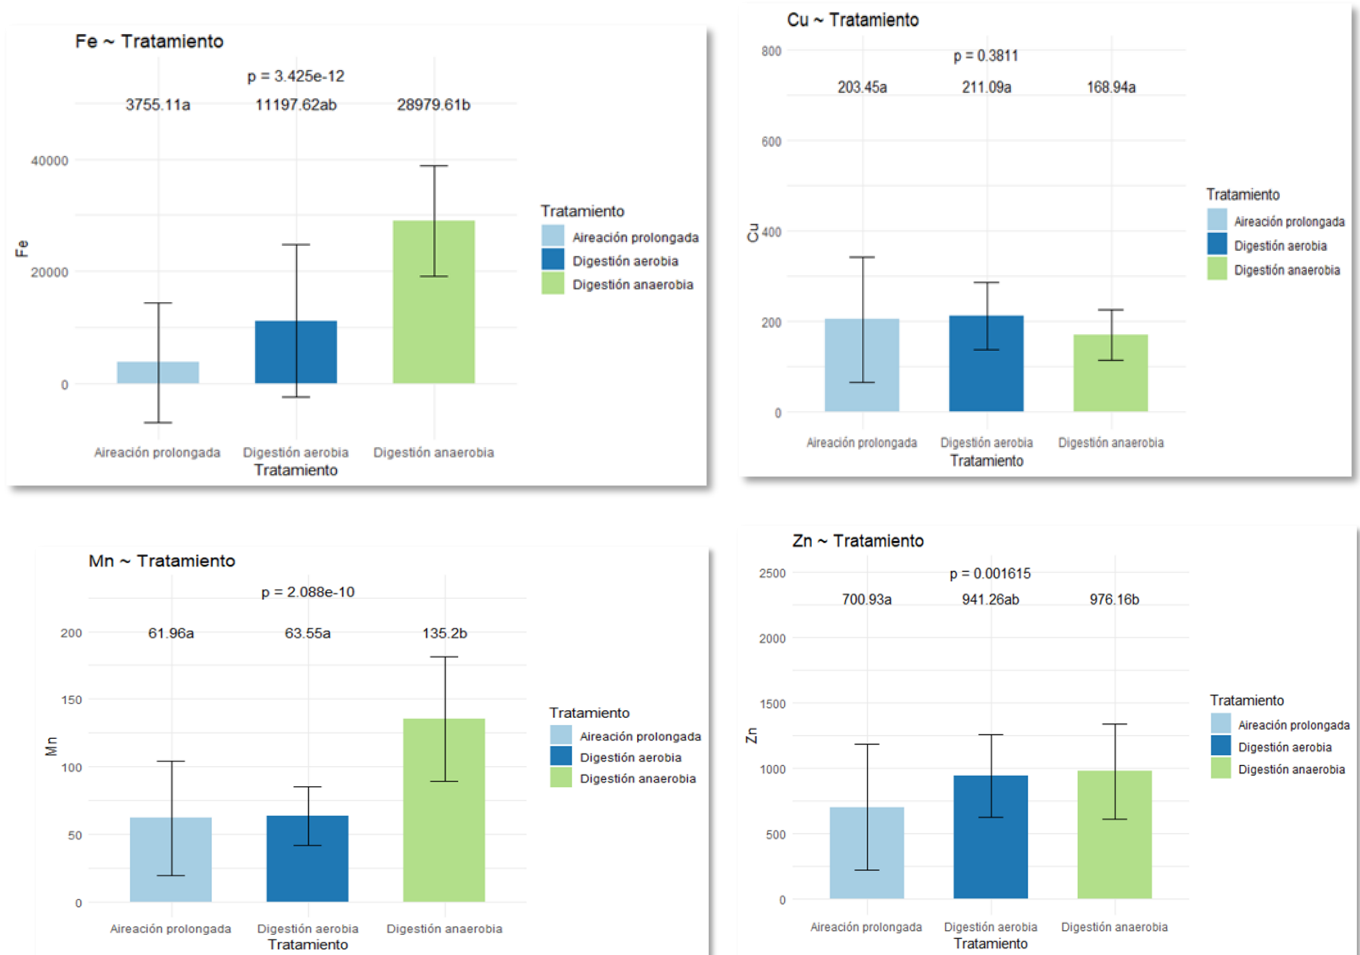 Fe ~ Tratamiento
p = 3.425e-12
3755.11a 11197.62ab 28979.61b
40000
20000
0
Fe
Aireación prolongada Digestión aerobia Digestión anaerobia
Tratamiento
Tratamiento
Aireación prolongada
Digestión aerobia
Digestión anaerobia
Cu ~ Tratamiento
p = 0.3811
203.45a 211.09a 168.94a
800
600
400
200
0
Cu
Aireación prolongada Digestión aerobia Digestión anaerobia
Tratamiento
Tratamiento
Aireación prolongada
Digestión aerobia
Digestión anaerobia
Mn ~ Tratamiento
p = 2.088e-10
61.96a 63.55a 135.2b
200
150
100
50
0
Mn
Aireación prolongada Digestión aerobia Digestión anaerobia
Tratamiento
Tratamiento
Aireación prolongada
Digestión aerobia
Digestión anaerobia
Zn ~ Tratamiento
p = 0.001615
700.93a 941.26ab 976.16b
2500
2000
1500
1000
500
0
Zn
Aireación prolongada Digestión aerobia Digestión anaerobia
Tratamiento
Tratamiento
Aireación prolongada
Digestión aerobia
Digestión anaerobia